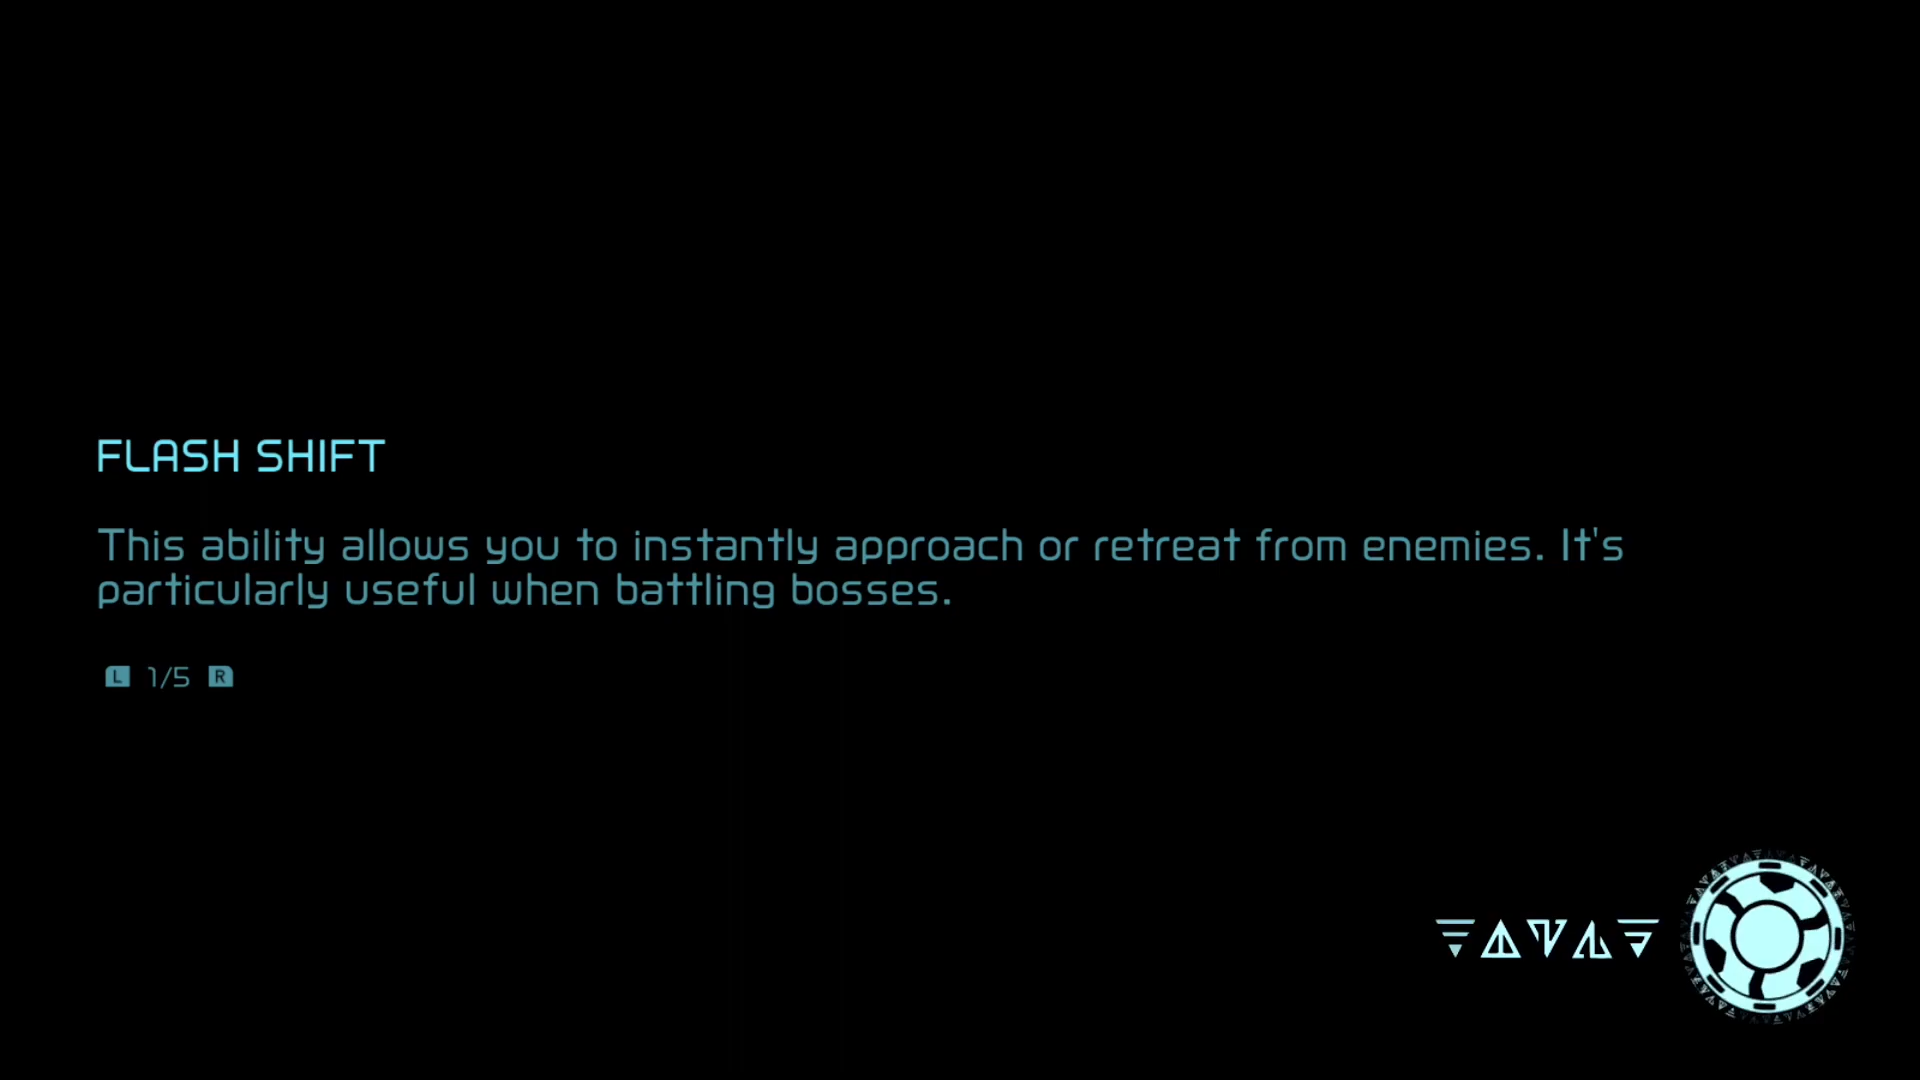 FLASH SHIFT
This ability allows you to instantly approach or retreat from enemies. It's
particularly useful when battling bosses.
L 1/5 R